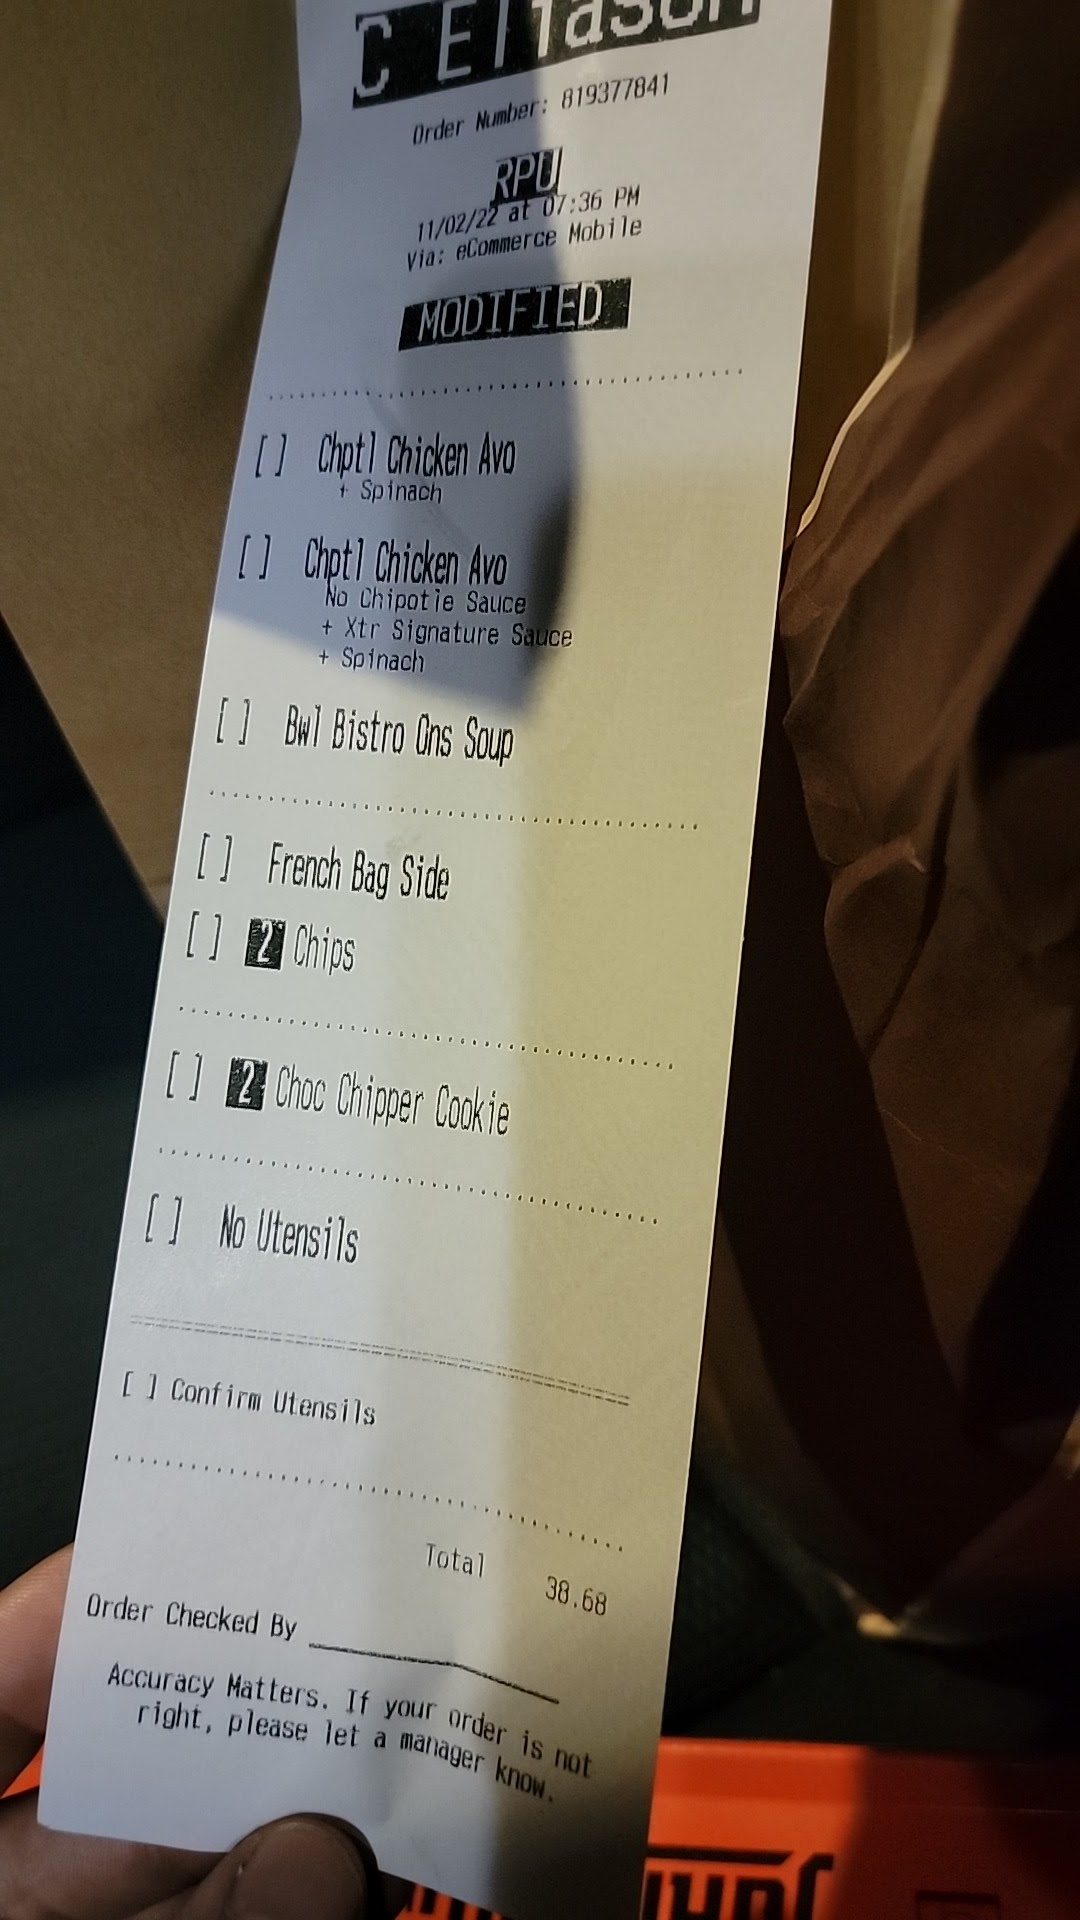 C Eliason
Order Number: 819377841
RPU
11/02/22 at 07:36 PM
Via: eCommerce Mobile
MODIFIED
[ ] Chptl Chicken Avo
+ Spinach
[ ] Chptl Chicken Avo
No Chipotle Sauce
+ Xtr Signature Sauce
+ Spinach
[ ] Bwl Bistro Ons Soup
[ ] French Bag Side
[ ] 2 Chips
[ ] 2 Choc Chipper Cookie
[ ] No Utensils
[ ] Confirm Utensils
Total 38.68
Order Checked By
Accuracy Matters. If your order is not
right, please let a manager know.